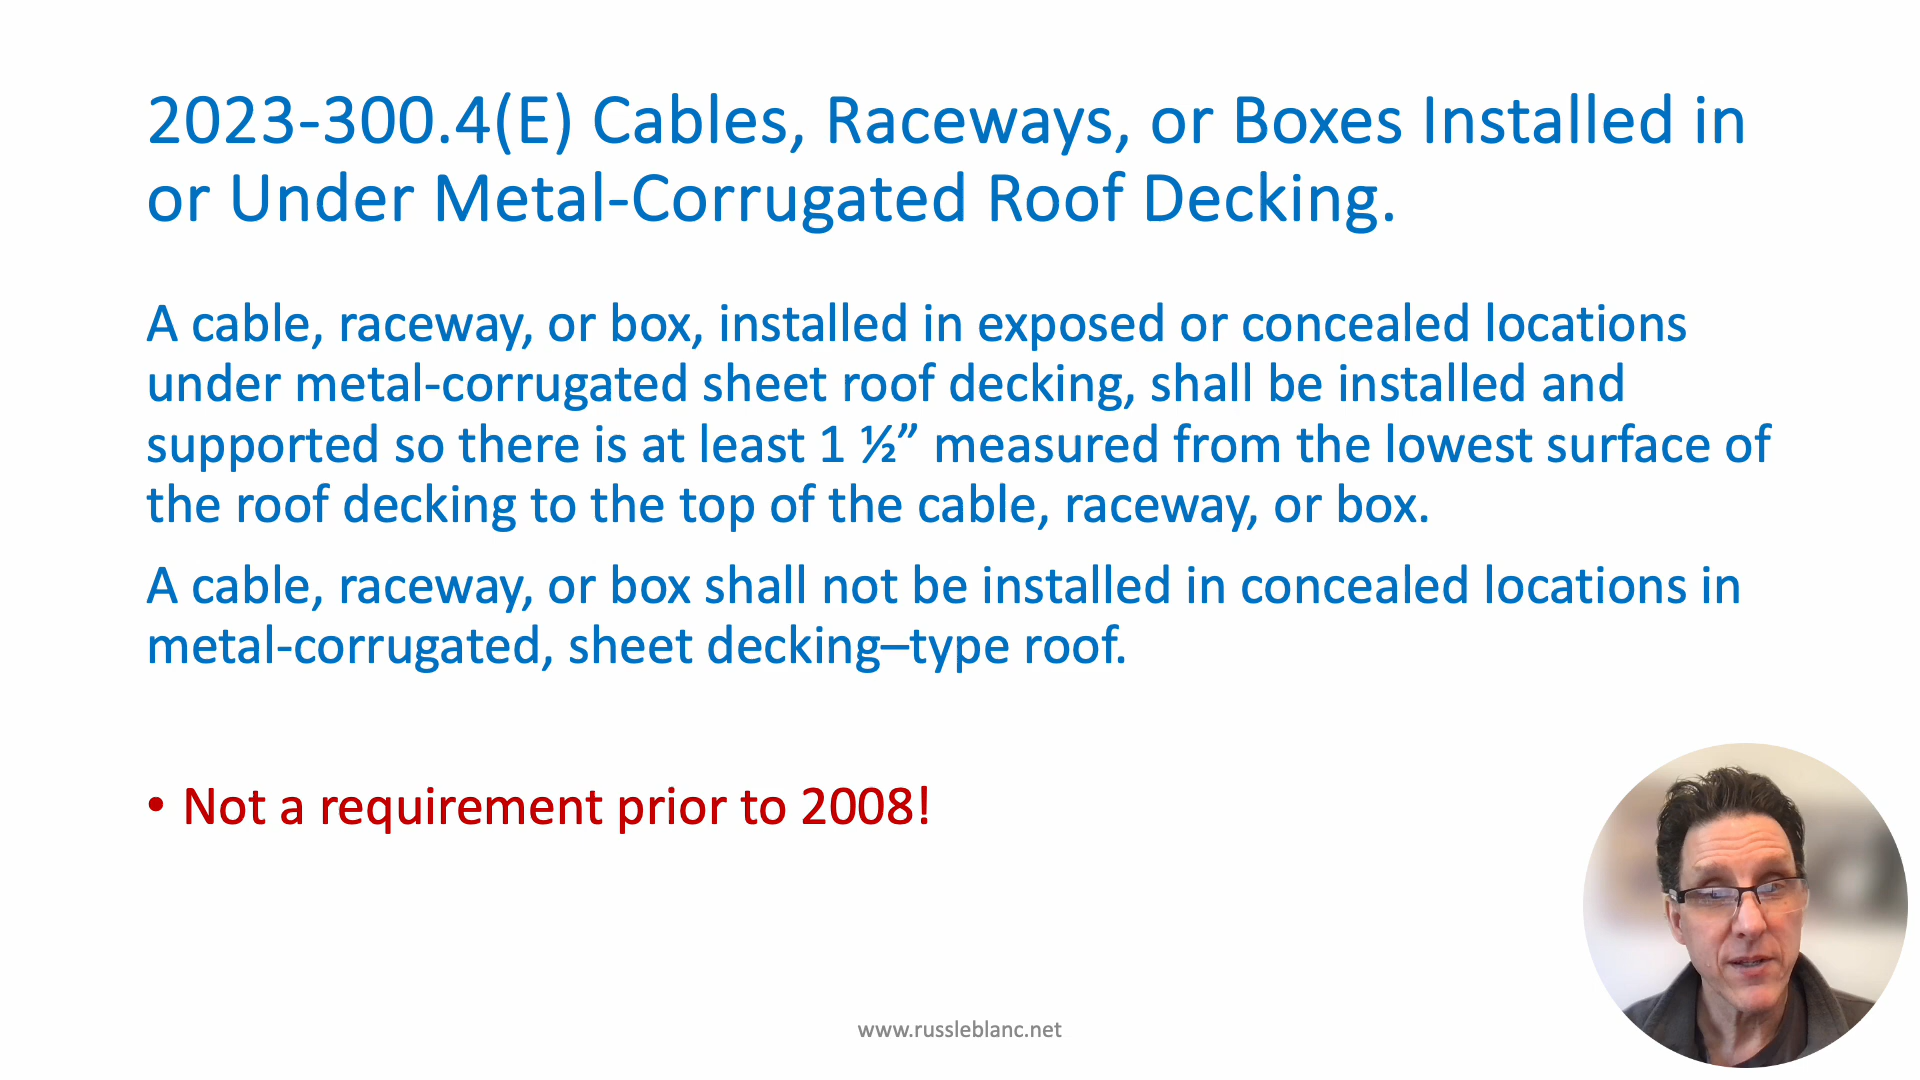 2023-300.4(E) Cables, Raceways, or Boxes Installed in
or Under Metal-Corrugated Roof Decking.
A cable, raceway, or box, installed in exposed or concealed locations
under metal-corrugated sheet roof decking, shall be installed and
supported so there is at least 1 ½” measured from the lowest surface of
the roof decking to the top of the cable, raceway, or box.
A cable, raceway, or box shall not be installed in concealed locations in
metal-corrugated, sheet decking–type roof.
• Not a requirement prior to 2008!
www.russleblanc.net